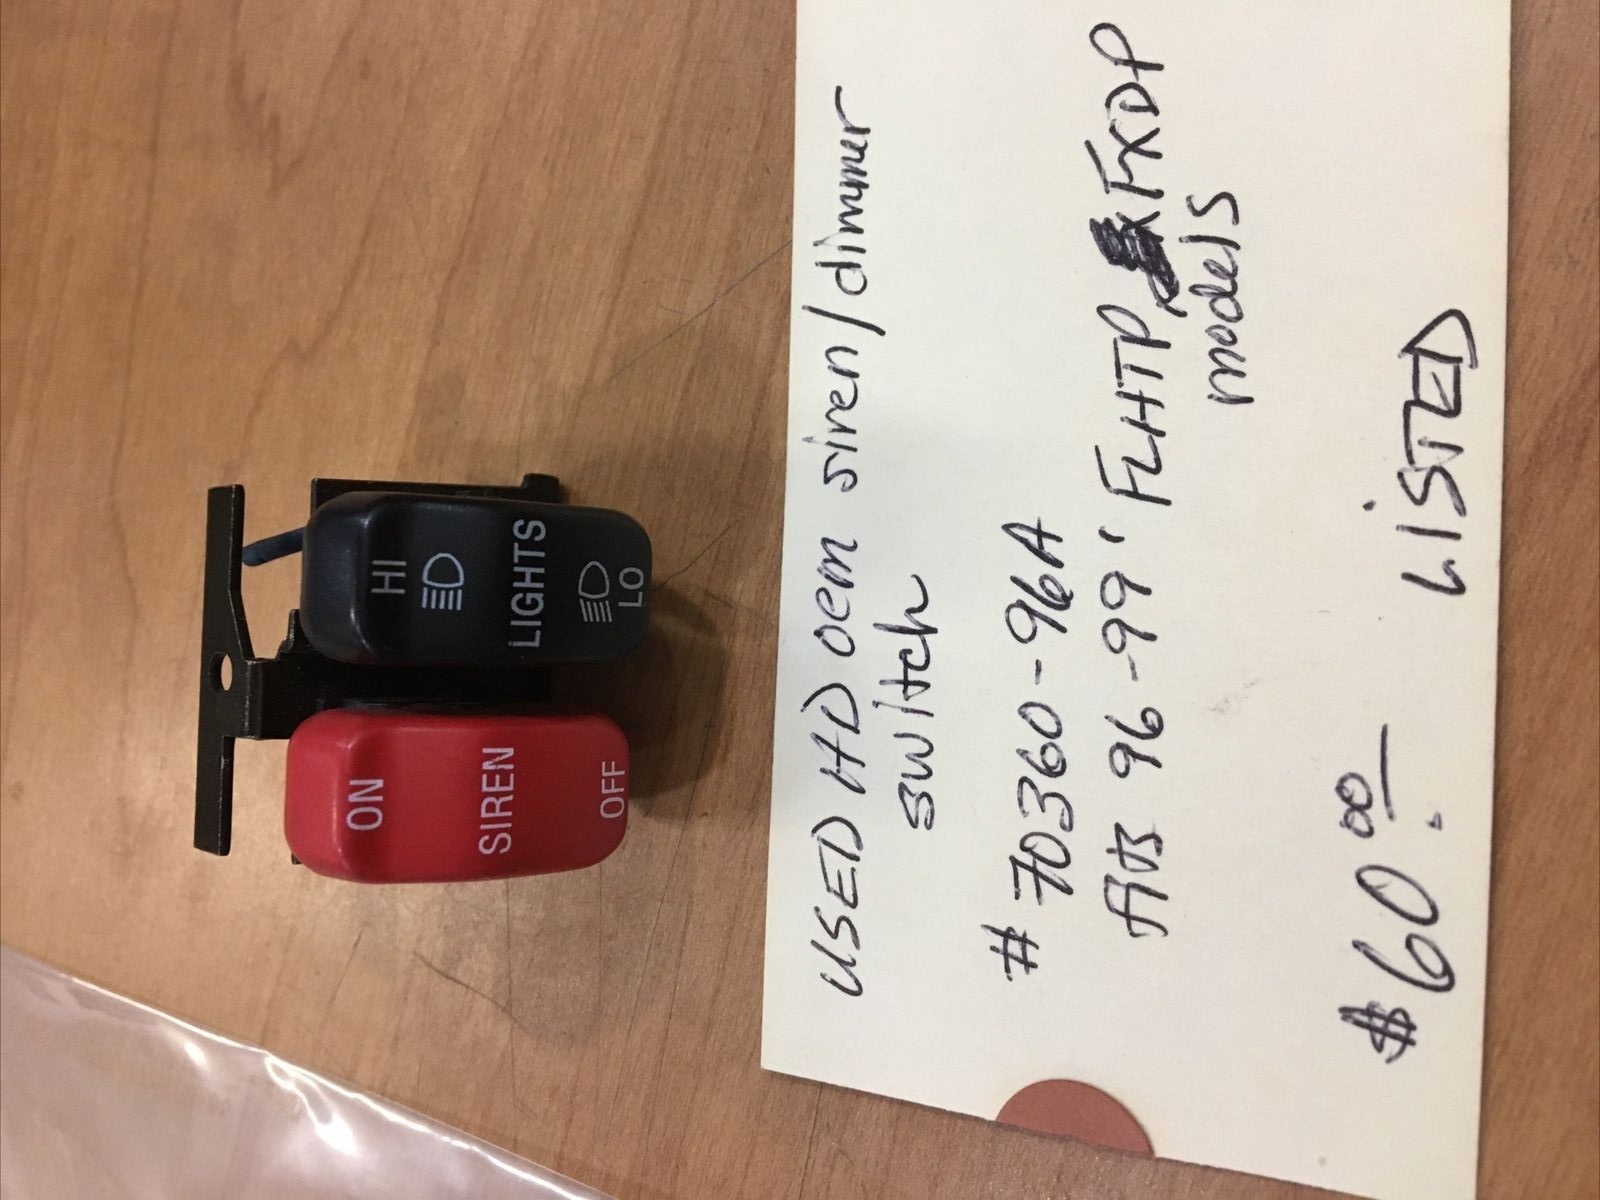 HI
LIGHTS
LO
ON
SIREN
OFF
USED HD oem siren/dimmer
switch
# 70360-96A
fits 96-99' FLHTP, FXDP
models
$60.00
LISTED